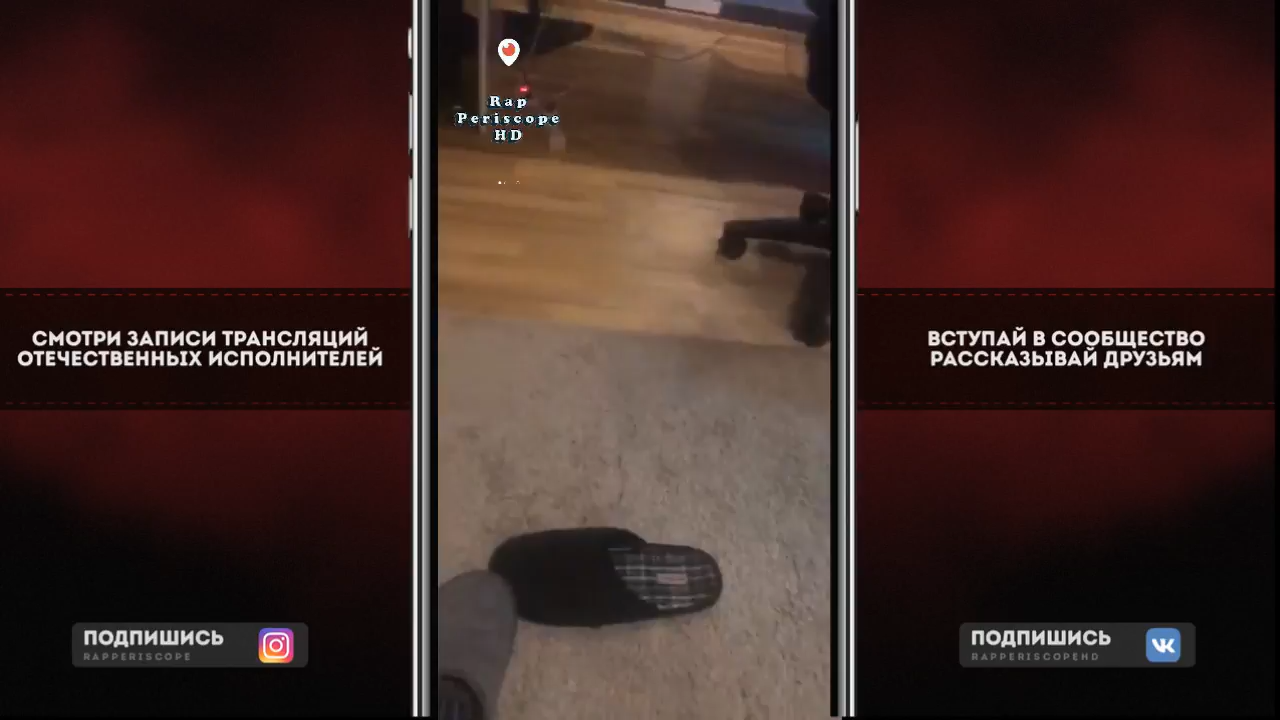 Rap
Periscope
HD
СМОТРИ ЗАПИСИ ТРАНСЛЯЦИЙ
ОТЕЧЕСТВЕННЫХ ИСПОЛНИТЕЛЕЙ
ВСТУПАЙ В СООБЩЕСТВО
РАССКАЗЫВАЙ ДРУЗЬЯМ
ПОДПИШИСЬ
RAPPERISCOPE
ПОДПИШИСЬ
RAPPERISCOPEHD